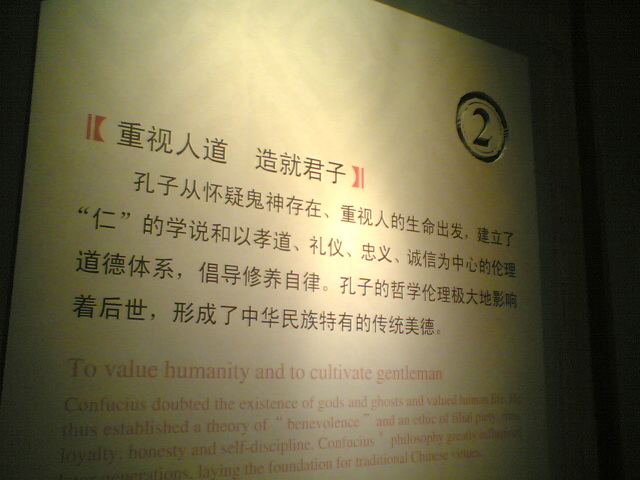 2
重视人道 造就君子
孔子从怀疑鬼神存在、重视人的生命出发，建立了
“仁”的学说和以孝道、礼仪、忠义、诚信为中心的伦理
道德体系，倡导修养自律。孔子的哲学伦理极大地影响
着后世，形成了中华民族特有的传统美德。
To value humanity and to cultivate gentleman
Confucius doubted the existence of gods and ghosts and valued human life. He
thus established a theory of “benevolence” and an ethic of filial piety,
loyalty, honesty and self-discipline. Confucius' philosophy greatly influenced
later generations, laying the foundation for traditional Chinese virtues.